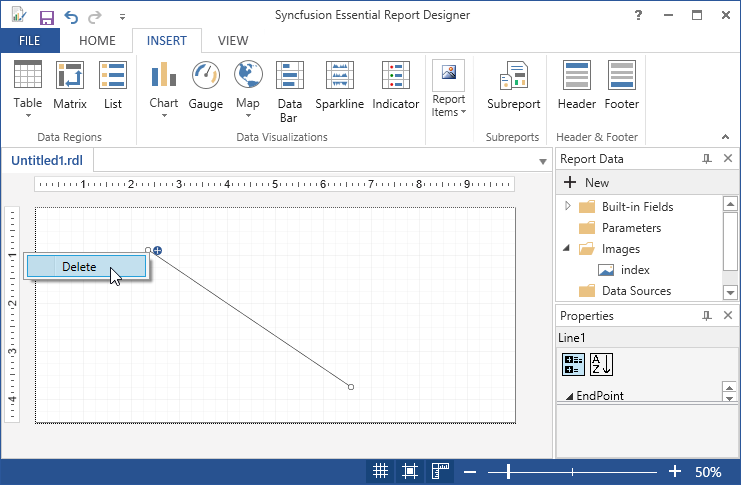 Syncfusion Essential Report Designer
FILE HOME INSERT VIEW
Table Matrix List Chart Gauge Map Data Bar Sparkline Indicator Report Items Subreport Header Footer
Data Regions Data Visualizations Subreports Header & Footer
Untitled1.rdl
1 2 3 4 5 6 7 8 9
1
2
3
4
Delete
Report Data
New
Built-in Fields
Parameters
Images
index
Data Sources
Properties
Line1
A
Z
EndPoint
50%